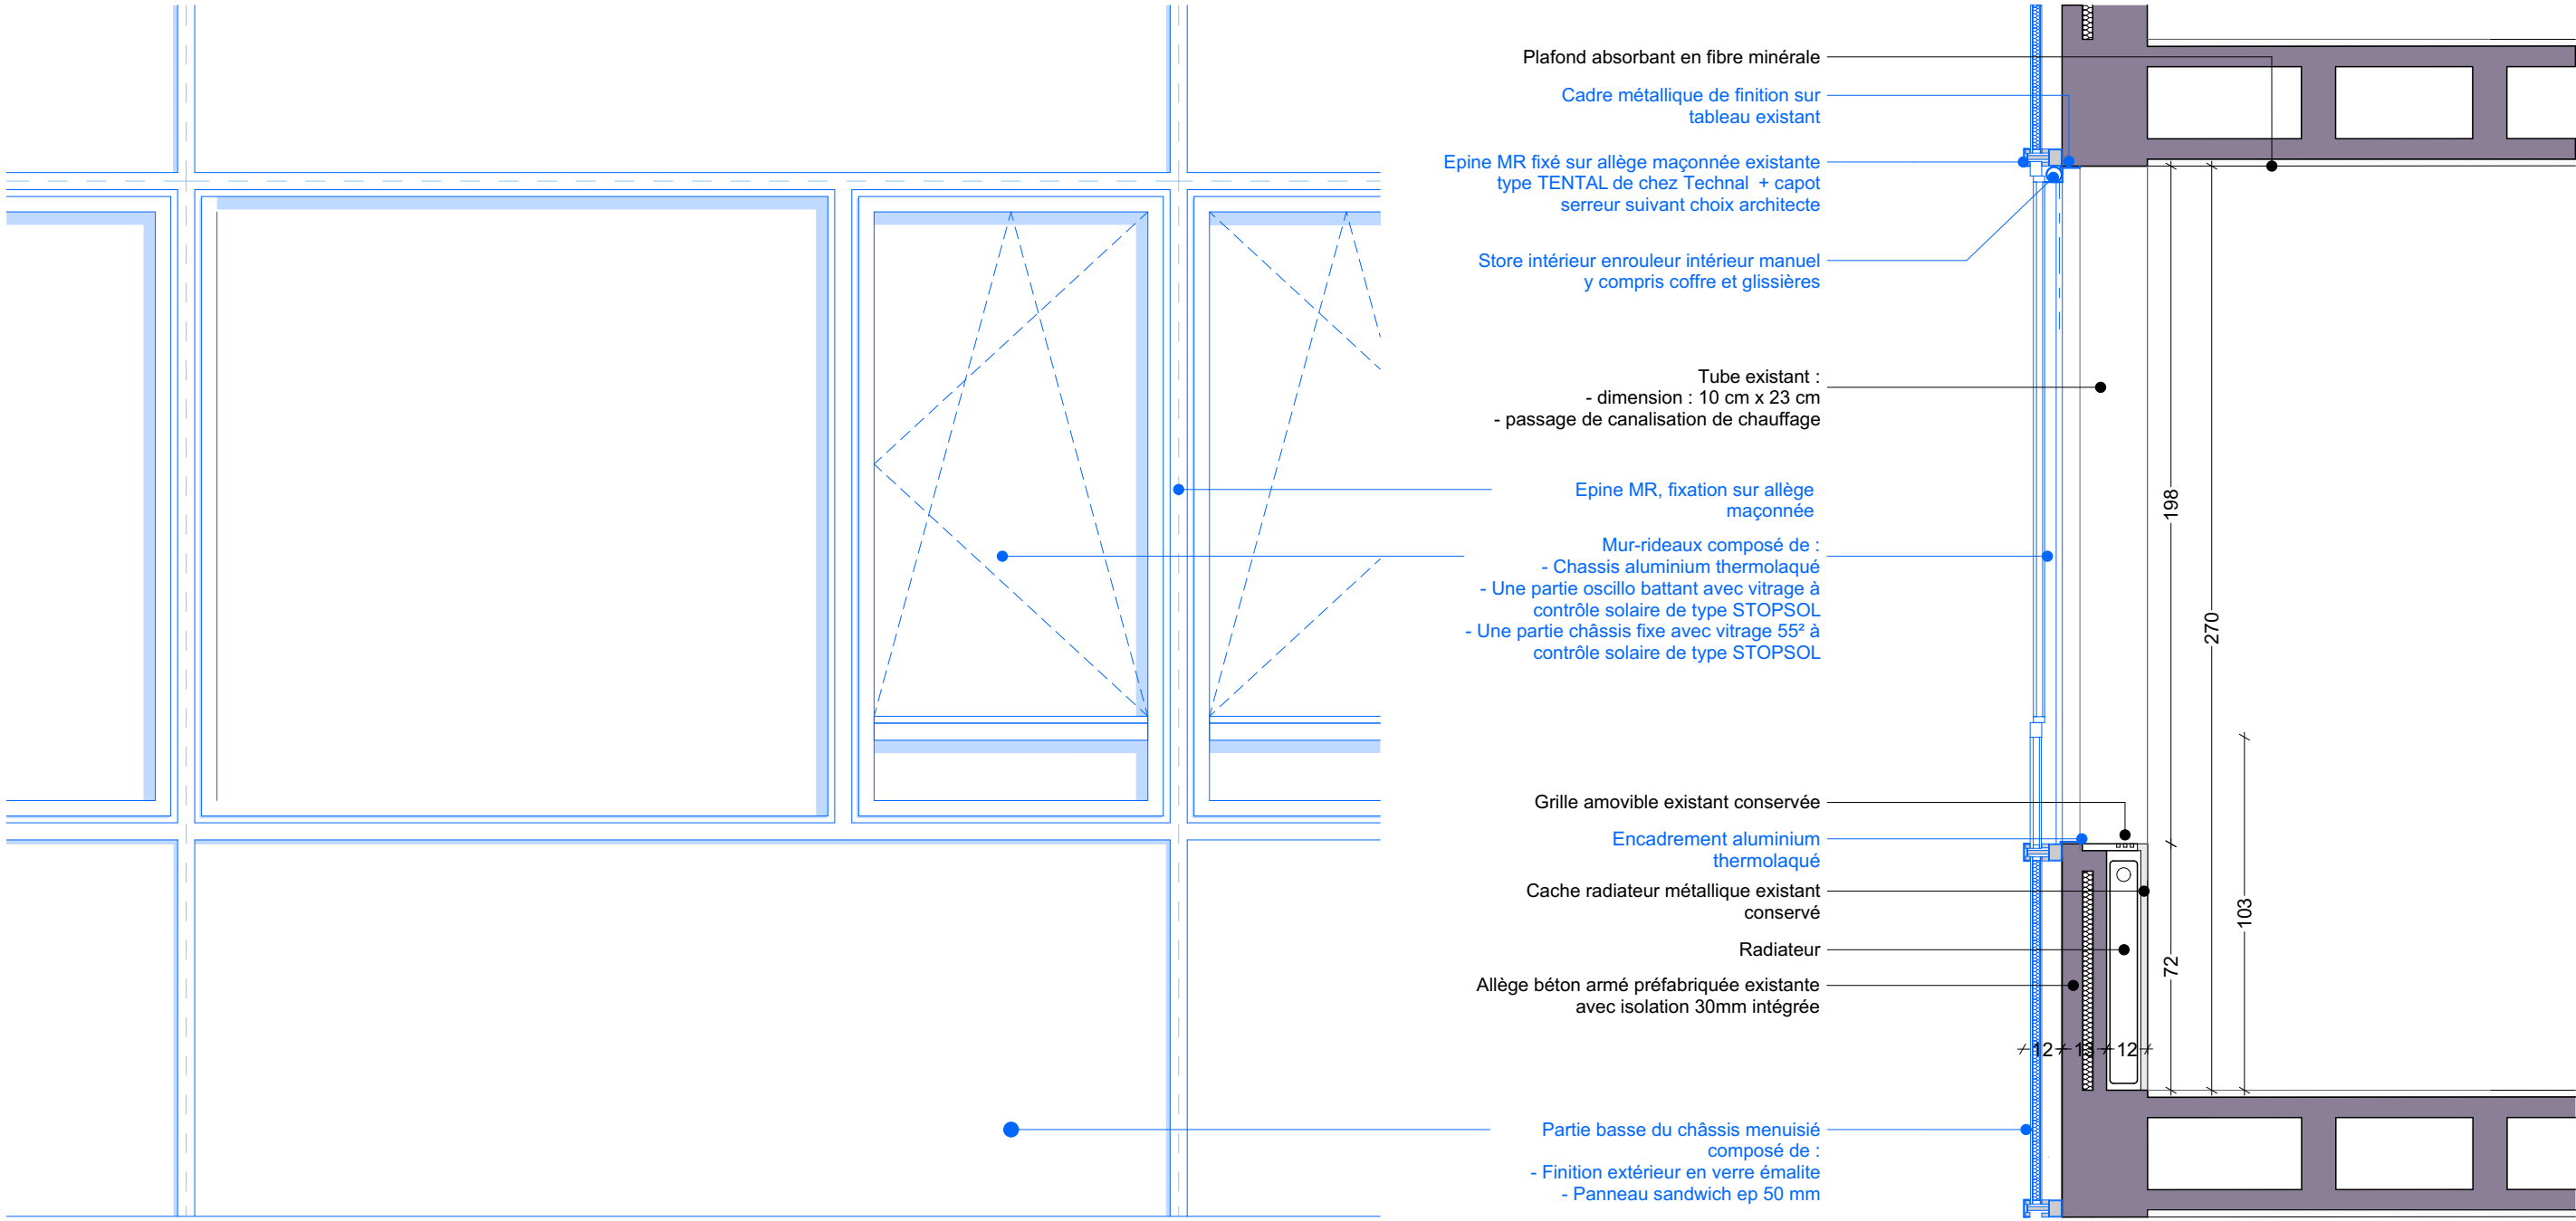 Plafond absorbant en fibre minérale
Cadre métallique de finition sur
tableau existant
Epine MR fixé sur allège maçonnée existante
type TENTAL de chez Technal + capot
serreur suivant choix architecte
Store intérieur enrouleur intérieur manuel
y compris coffre et glissières
Tube existant :
- dimension : 10 cm x 23 cm
- passage de canalisation de chauffage
Epine MR, fixation sur allège
maçonnée
Mur-rideaux composé de :
- Chassis aluminium thermolaqué
- Une partie oscillo battant avec vitrage à
contrôle solaire de type STOPSOL
- Une partie châssis fixe avec vitrage 55² à
contrôle solaire de type STOPSOL
Grille amovible existant conservée
Encadrement aluminium
thermolaqué
Cache radiateur métallique existant
conservé
Radiateur
Allège béton armé préfabriquée existante
avec isolation 30mm intégrée
Partie basse du châssis menuisié
composé de :
- Finition extérieur en verre émalite
- Panneau sandwich ep 50 mm
198
270
103
72
12
12